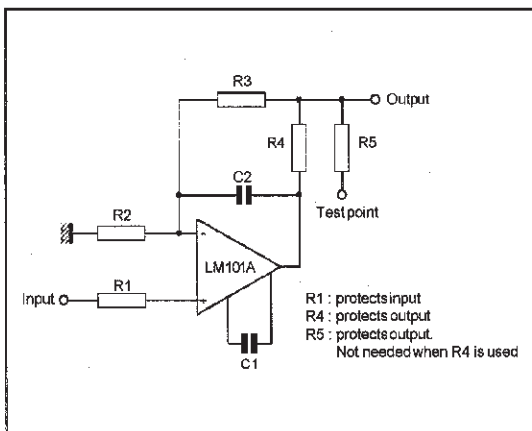 R3
Output
R4
R5
C2
Test point
R2
-
LM101A
Input
R1
+
C1
R1 : protects input
R4 : protects output
R5 : protects output.
Not needed when R4 is used